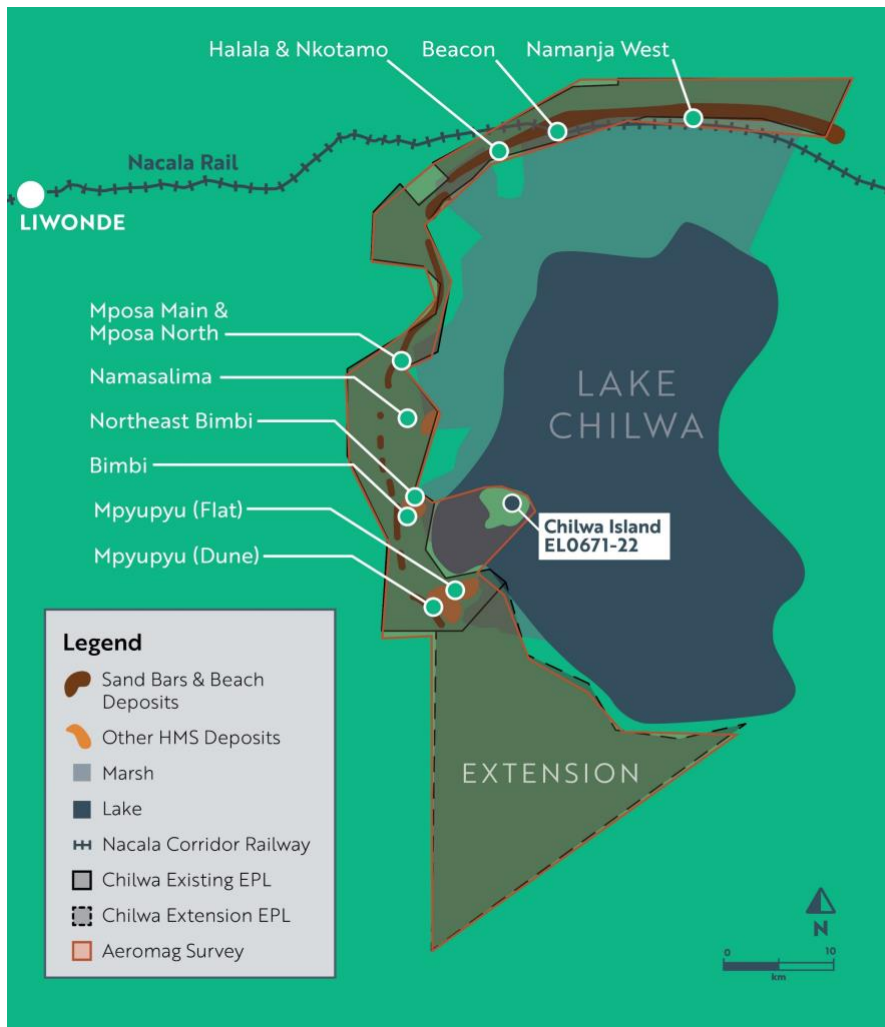 Halala & Nkotamo
Beacon
Namanja West
Nacala Rail
LIWONDE
Mposa Main &
Mposa North
Namasalima
Northeast Bimbi
Bimbi
Mpyupyu (Flat)
Mpyupyu (Dune)
LAKE
CHILWA
Chilwa Island
EL0671-22
EXTENSION
Legend
Sand Bars & Beach
Deposits
Other HMS Deposits
Marsh
Lake
Nacala Corridor Railway
Chilwa Existing EPL
Chilwa Extension EPL
Aeromag Survey
N
0 10
km